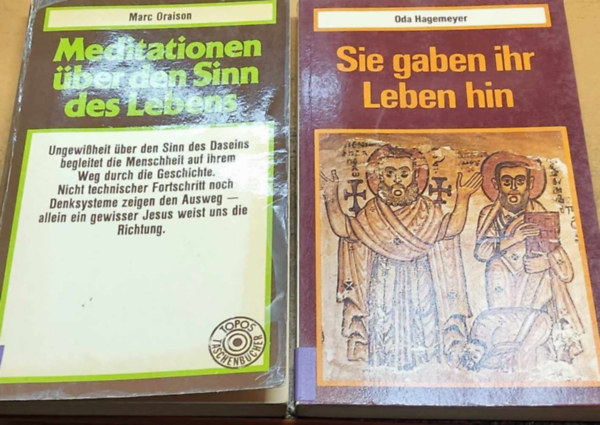 Marc Oraison
Meditationen
über den Sinn
des Lebens
Ungewißheit über den Sinn des Daseins
begleitet die Menschheit auf ihrem
Weg durch die Geschichte.
Nicht technischer Fortschritt noch
Denksysteme zeigen den Ausweg —
allein ein gewisser Jesus weist uns die
Richtung.
TOPOS
TASCHENBÜCHER
Oda Hagemeyer
Sie gaben ihr
Leben hin